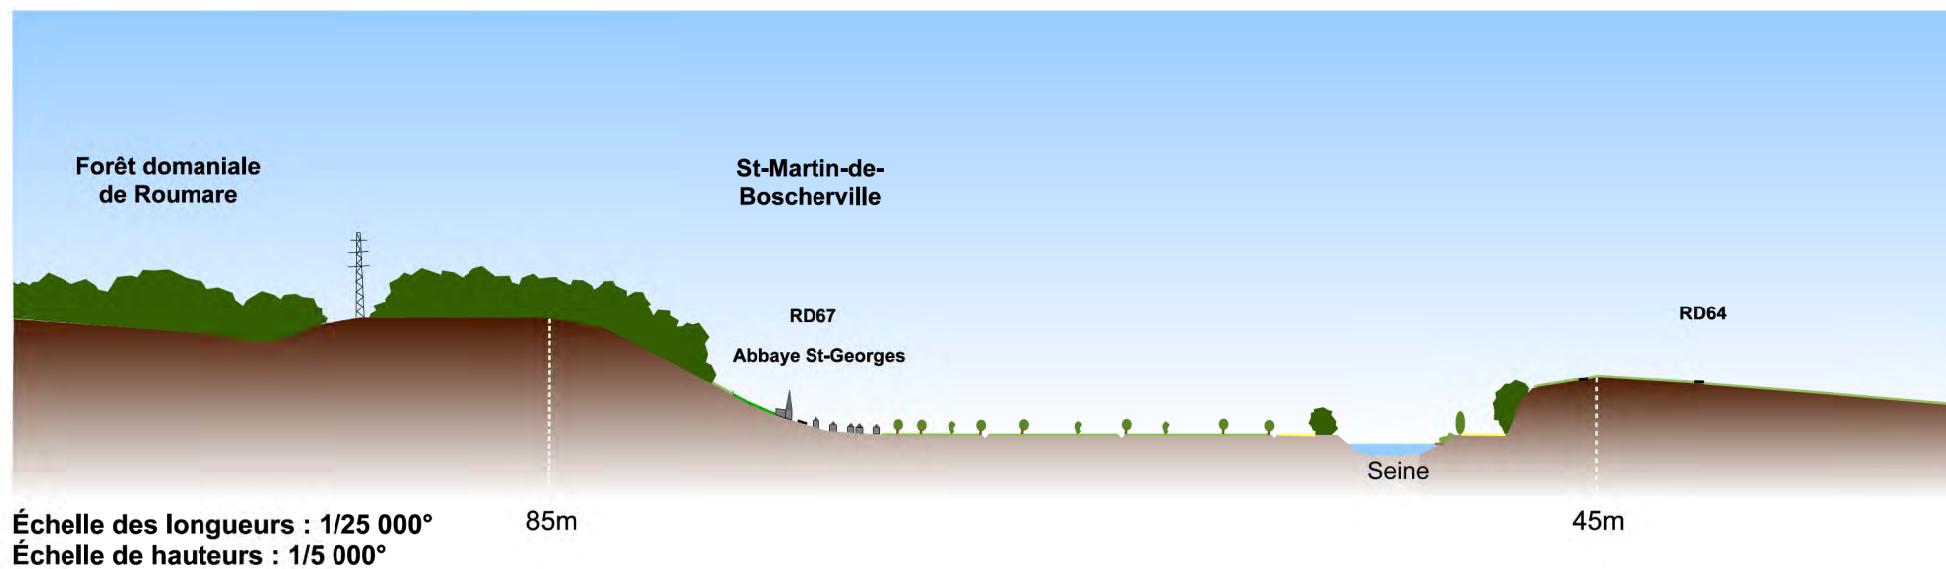 Forêt domaniale
de Roumare
St-Martin-de-
Boscherville
RD67
Abbaye St-Georges
RD64
Seine
Échelle des longueurs : 1/25 000°
Échelle de hauteurs : 1/5 000°
85m
45m